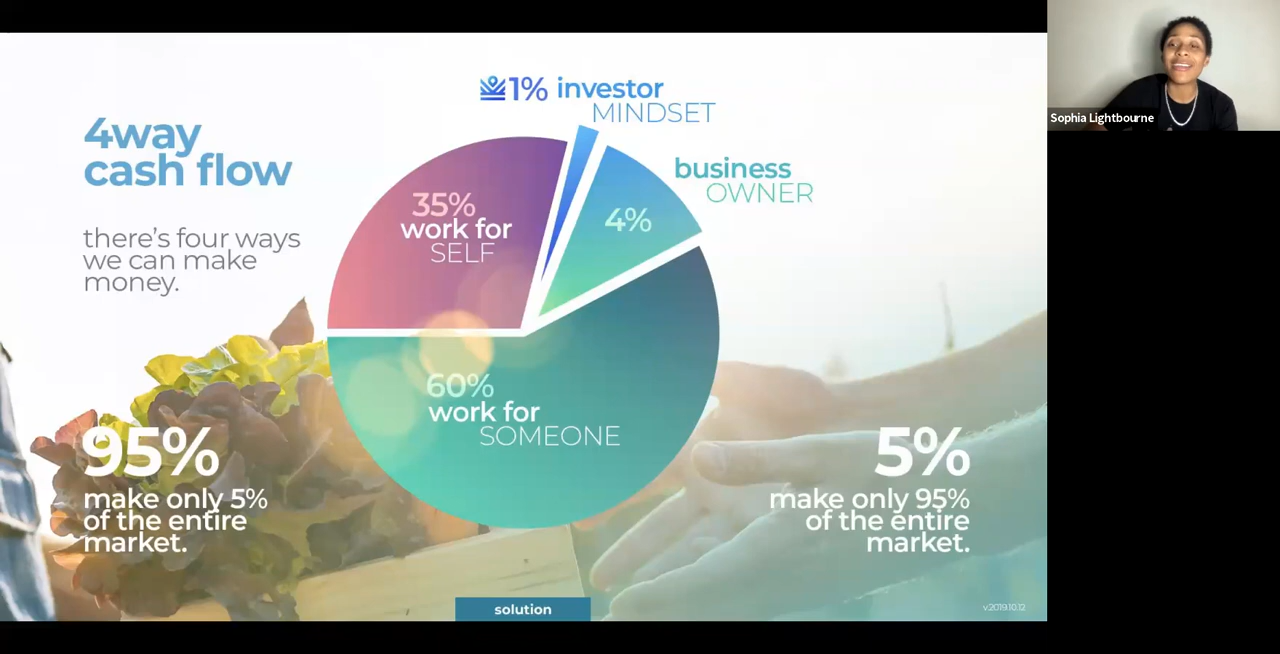 1% investor
MINDSET
4way
cash flow
there's four ways
we can make
money.
business
OWNER
35%
work for
SELF
4%
60%
work for
SOMEONE
95%
make only 5%
of the entire
market.
5%
make only 95%
of the entire
market.
solution
v.2019.10.12
Sophia Lightbourne